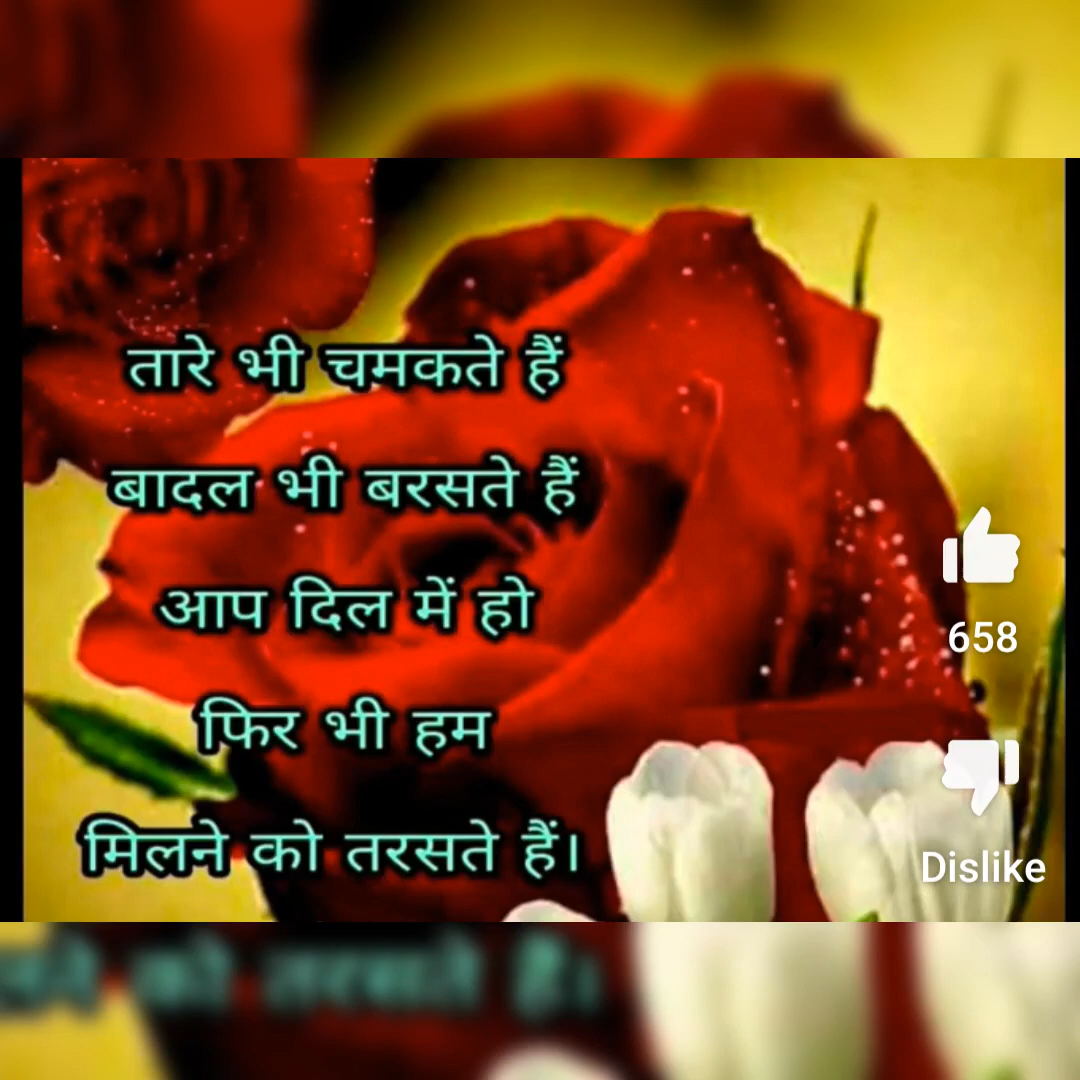 तारे भी चमकते हैं
बादल भी बरसते हैं
आप दिल में हो
फिर भी हम
मिलने को तरसते हैं।
658
Dislike